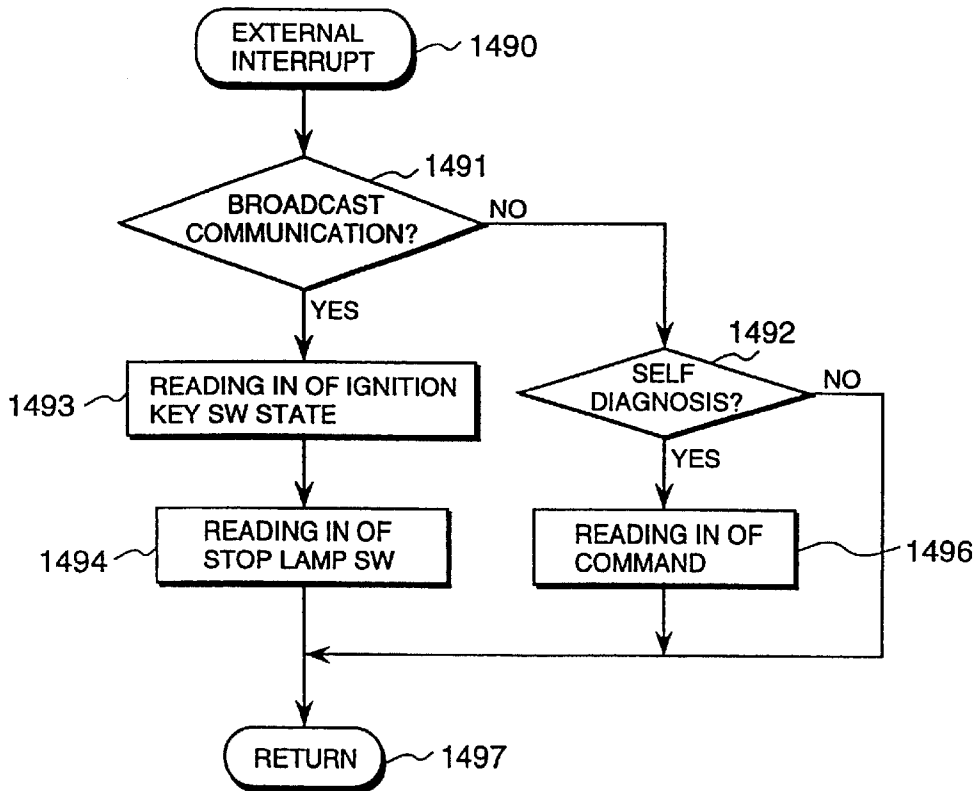 EXTERNAL
INTERRUPT
1490
1491
BROADCAST
COMMUNICATION?
NO
YES
1492
SELF
DIAGNOSIS?
NO
YES
1493
READING IN OF IGNITION
KEY SW STATE
1494
READING IN OF
STOP LAMP SW
READING IN OF
COMMAND
1496
RETURN
1497